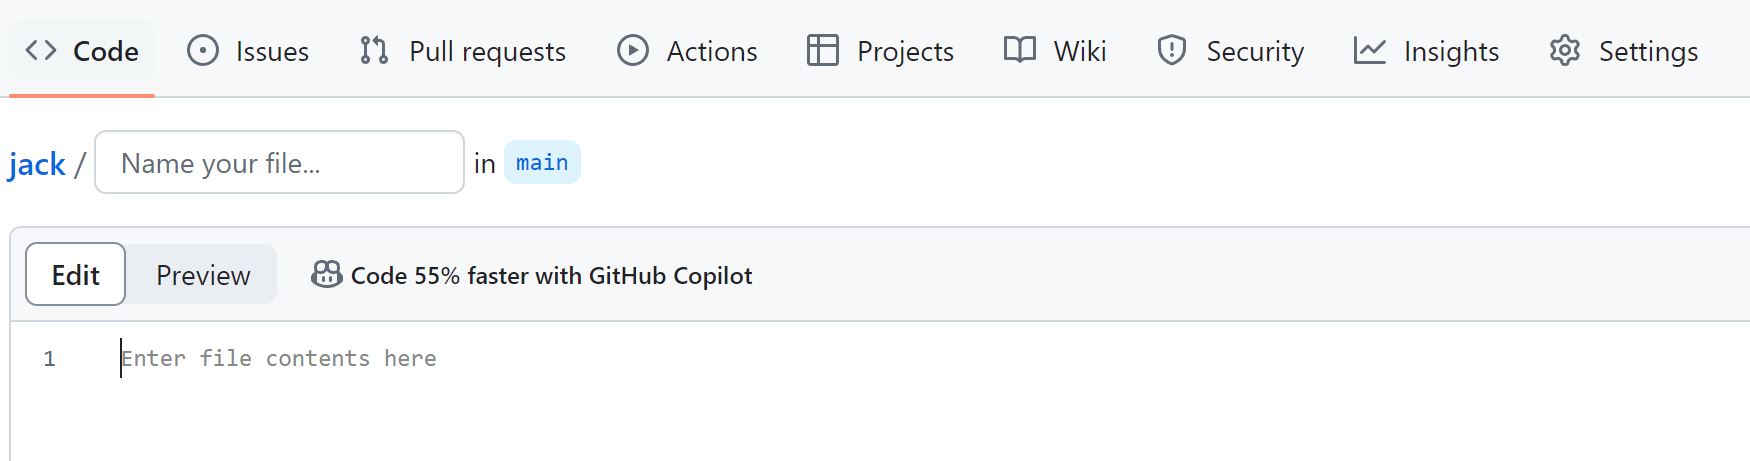 Code Issues Pull requests Actions Projects Wiki Security Insights Settings
jack / Name your file... in main
Edit Preview Code 55% faster with GitHub Copilot
1 Enter file contents here